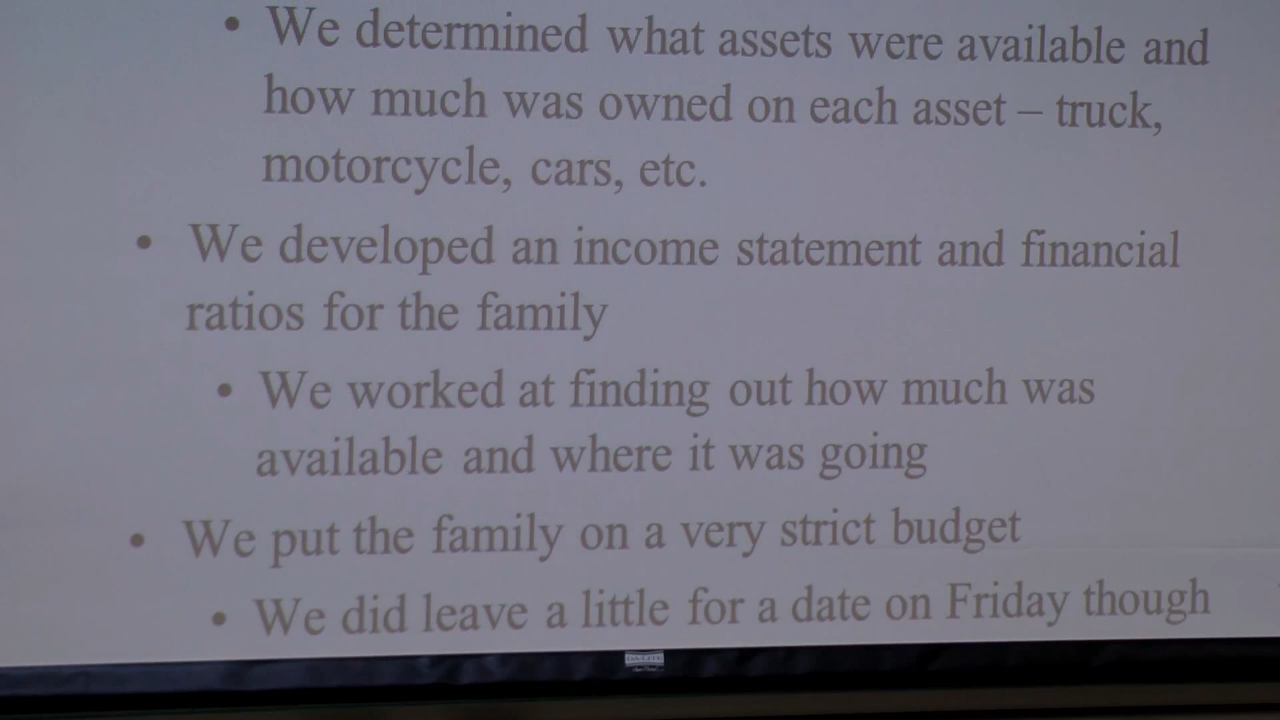 • We determined what assets were available and
how much was owned on each asset – truck,
motorcycle, cars, etc.
• We developed an income statement and financial
ratios for the family
• We worked at finding out how much was
available and where it was going
• We put the family on a very strict budget
• We did leave a little for a date on Friday though
DA-LITE